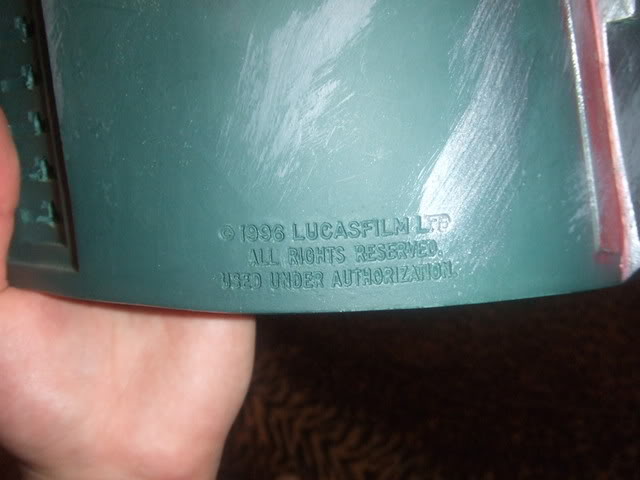 © 1996 LUCASFILM LTD
ALL RIGHTS RESERVED.
USED UNDER AUTHORIZATION.